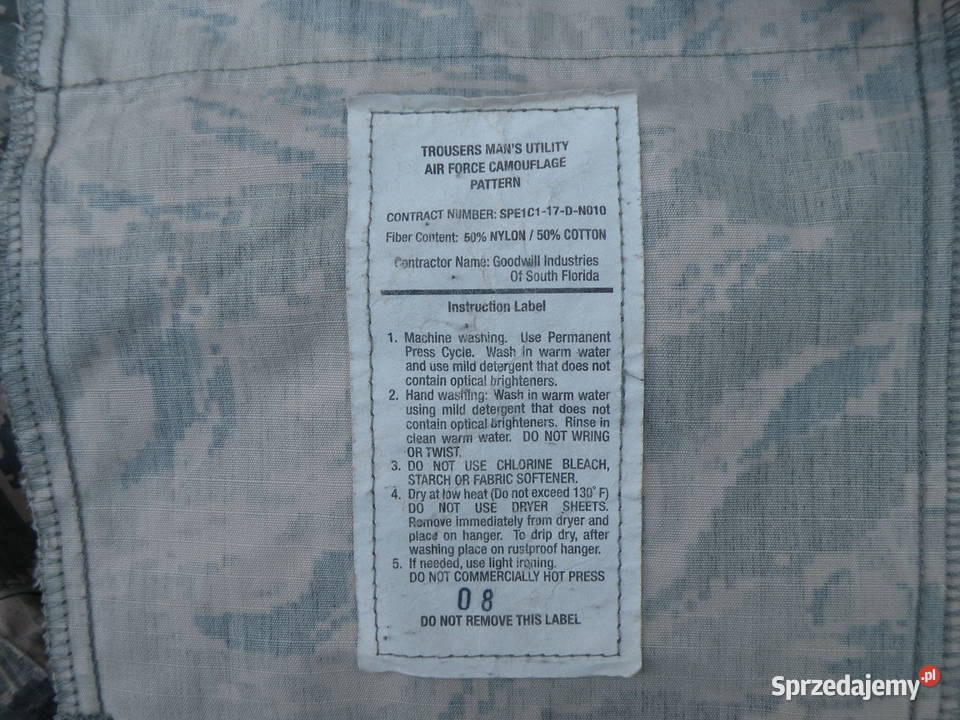 TROUSERS MAN'S UTILITY
AIR FORCE CAMOUFLAGE
PATTERN
CONTRACT NUMBER: SPE1C1-17-D-N010
Fiber Content: 50% NYLON / 50% COTTON
Contractor Name: Goodwill Industries
Of South Florida
Instruction Label
1. Machine washing. Use Permanent
Press Cycle. Wash in warm water
and use mild detergent that does not
contain optical brighteners.
2. Hand washing: Wash in warm water
using mild detergent that does not
contain optical brighteners. Rinse in
clean warm water. DO NOT WRING
OR TWIST.
3. DO NOT USE CHLORINE BLEACH,
STARCH OR FABRIC SOFTENER.
4. Dry at low heat (Do not exceed 130° F)
DO NOT USE DRYER SHEETS.
Remove immediately from dryer and
place on hanger. To drip dry, after
washing place on rustproof hanger.
5. If needed, use light ironing.
DO NOT COMMERCIALLY HOT PRESS
08
DO NOT REMOVE THIS LABEL
Sprzedajemy.pl